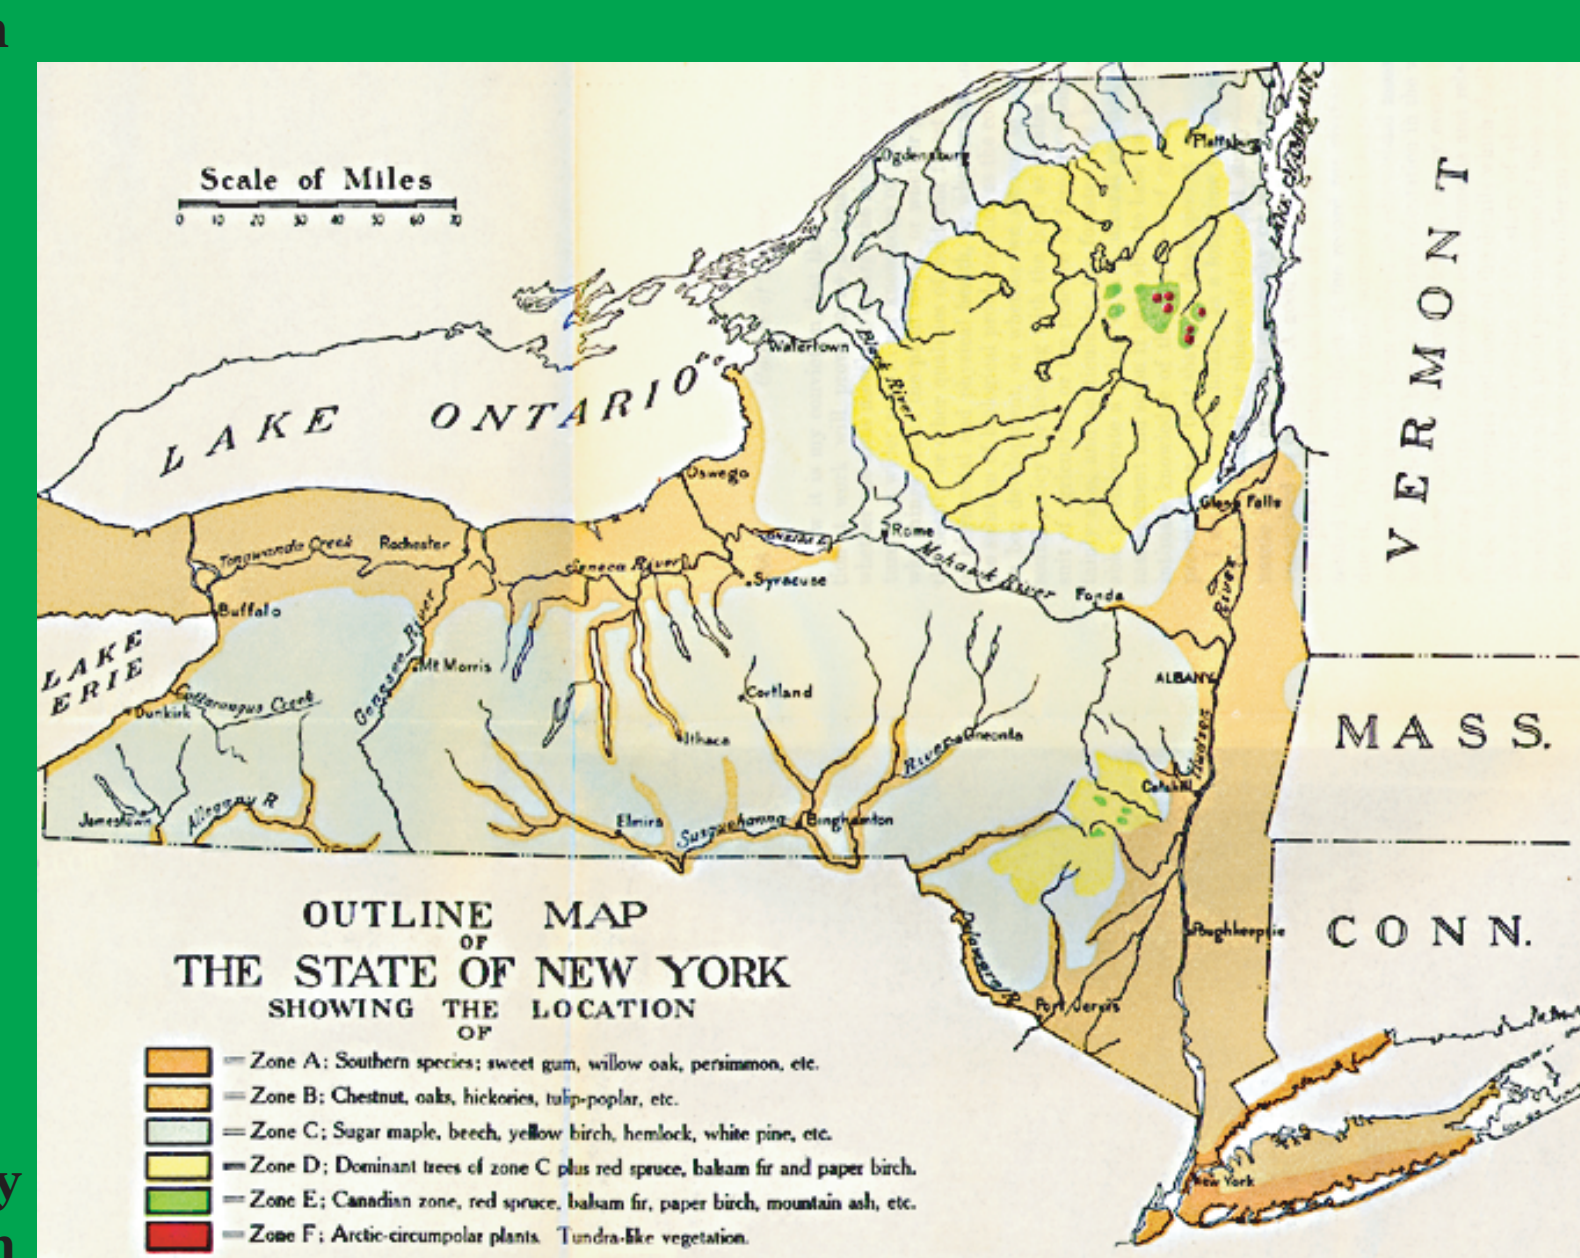 n
Scale of Miles
0 10 20 30 40 50 60 70
Ogdensburg
Plattsburg
LAKE CHAMPLAIN
VERMONT
Watertown
Black River
LAKE ONTARIO
Oswego
Glens Falls
Rome
Oneida L.
Tonawanda Creek
Rochester
Mohawk River
Seneca River
Syracuse
Fonda
River
Buffalo
LAKE
ERIE
Genesee River
Mt Morris
ALBANY
Cattaraugus Creek
Dunkirk
Cortland
MASS.
Ithaca
River
Oneonta
Hudson
Catskill
Jamestown
Allegany R
Elmira
Susquehanna
Binghamton
OUTLINE MAP
OF
THE STATE OF NEW YORK
SHOWING THE LOCATION
OF
Delaware R.
Poughkeepsie
CONN.
Port Jervis
New York
= Zone A; Southern species; sweet gum, willow oak, persimmon, etc.
= Zone B; Chestnut, oaks, hickories, tulip-poplar, etc.
= Zone C; Sugar maple, beech, yellow birch, hemlock, white pine, etc.
= Zone D; Dominant trees of zone C plus red spruce, balsam fir and paper birch.
= Zone E; Canadian zone, red spruce, balsam fir, paper birch, mountain ash, etc.
= Zone F; Arctic-circumpolar plants. Tundra-like vegetation.
y
n